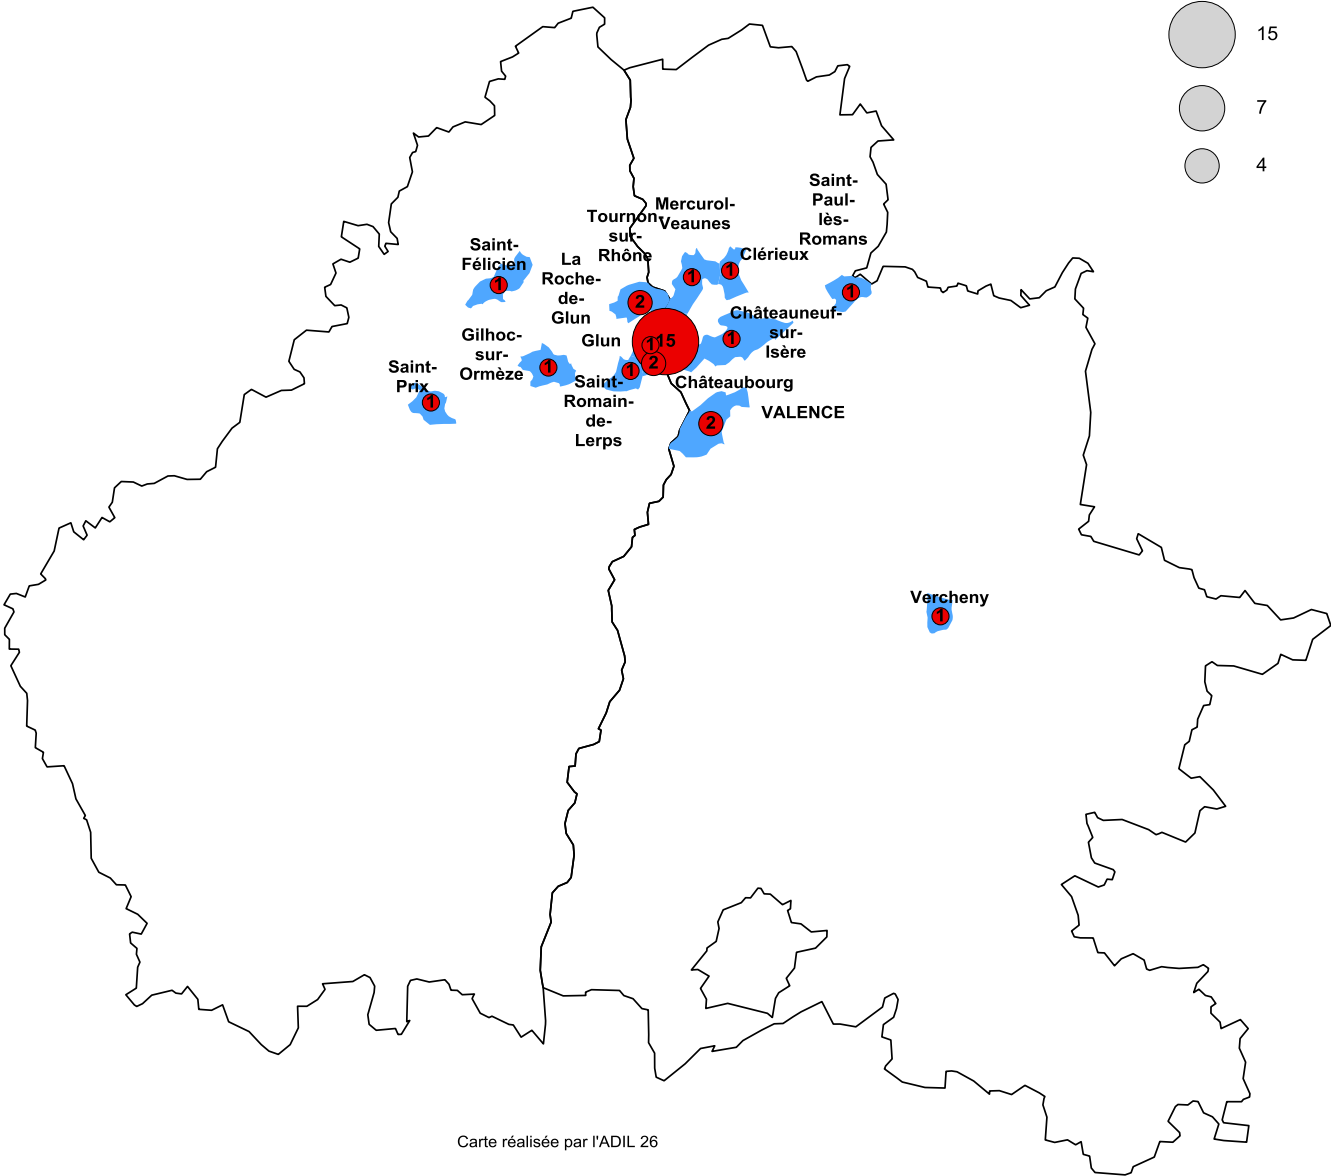 15
7
4
Saint-
Paul-
lès-
Romans
Mercurol-
Veaunes
Tournon-
sur-
Rhône
Saint-
Félicien
Clérieux
La
Roche-
de-
Glun
1
1
1
1
2
Châteauneuf-
sur-
Isère
1
Gilhoc-
sur-
Ormèze
Glun
1
15
2
1
1
Saint-
Prix
1
Saint-
Romain-
de-
Lerps
Châteaubourg
VALENCE
2
Vercheny
1
Carte réalisée par l'ADIL 26